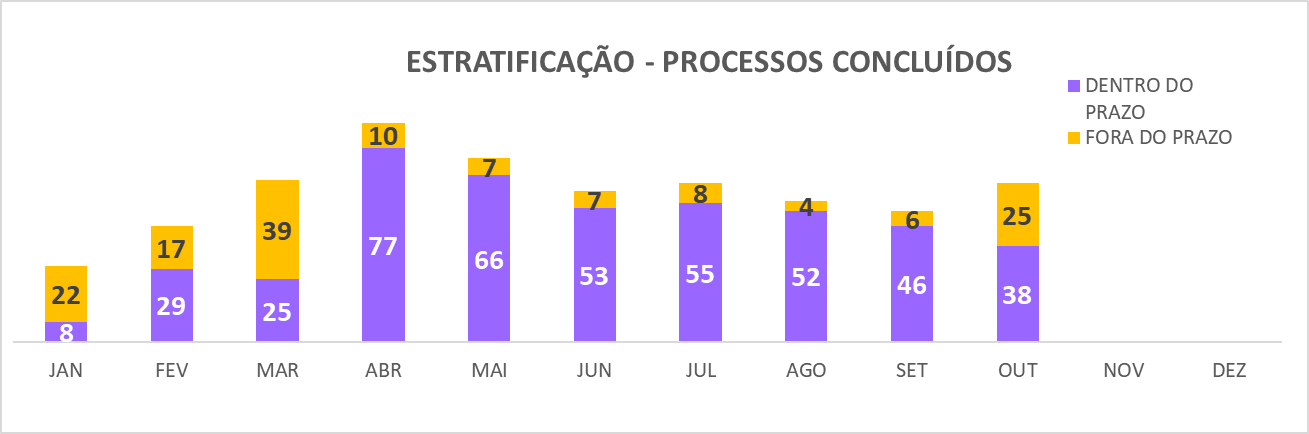 ESTRATIFICAÇÃO - PROCESSOS CONCLUÍDOS
DENTRO DO
PRAZO
FORA DO PRAZO
22 17 39 10 7 7 8 4 6 25
8 29 25 77 66 53 55 52 46 38
JAN FEV MAR ABR MAI JUN JUL AGO SET OUT NOV DEZ